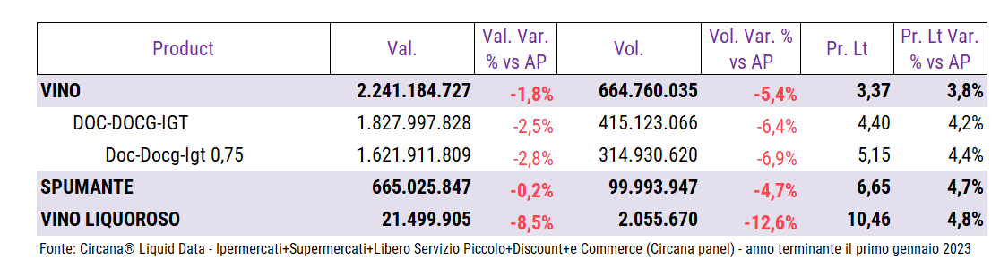 Product Val. Val. Var. % vs AP Vol. Vol. Var. % vs AP Pr. Lt Pr. Lt Var. % vs AP
VINO 2.241.184.727 -1,8% 664.760.035 -5,4% 3,37 3,8%
DOC-DOCG-IGT 1.827.997.828 -2,5% 415.123.066 -6,4% 4,40 4,2%
Doc-Docg-Igt 0,75 1.621.911.809 -2,8% 314.930.620 -6,9% 5,15 4,4%
SPUMANTE 665.025.847 -0,2% 99.993.947 -4,7% 6,65 4,7%
VINO LIQUOROSO 21.499.905 -8,5% 2.055.670 -12,6% 10,46 4,8%
Fonte: Circana® Liquid Data - Ipermercati+Supermercati+Libero Servizio Piccolo+Discount+e Commerce (Circana panel) - anno terminante il primo gennaio 2023